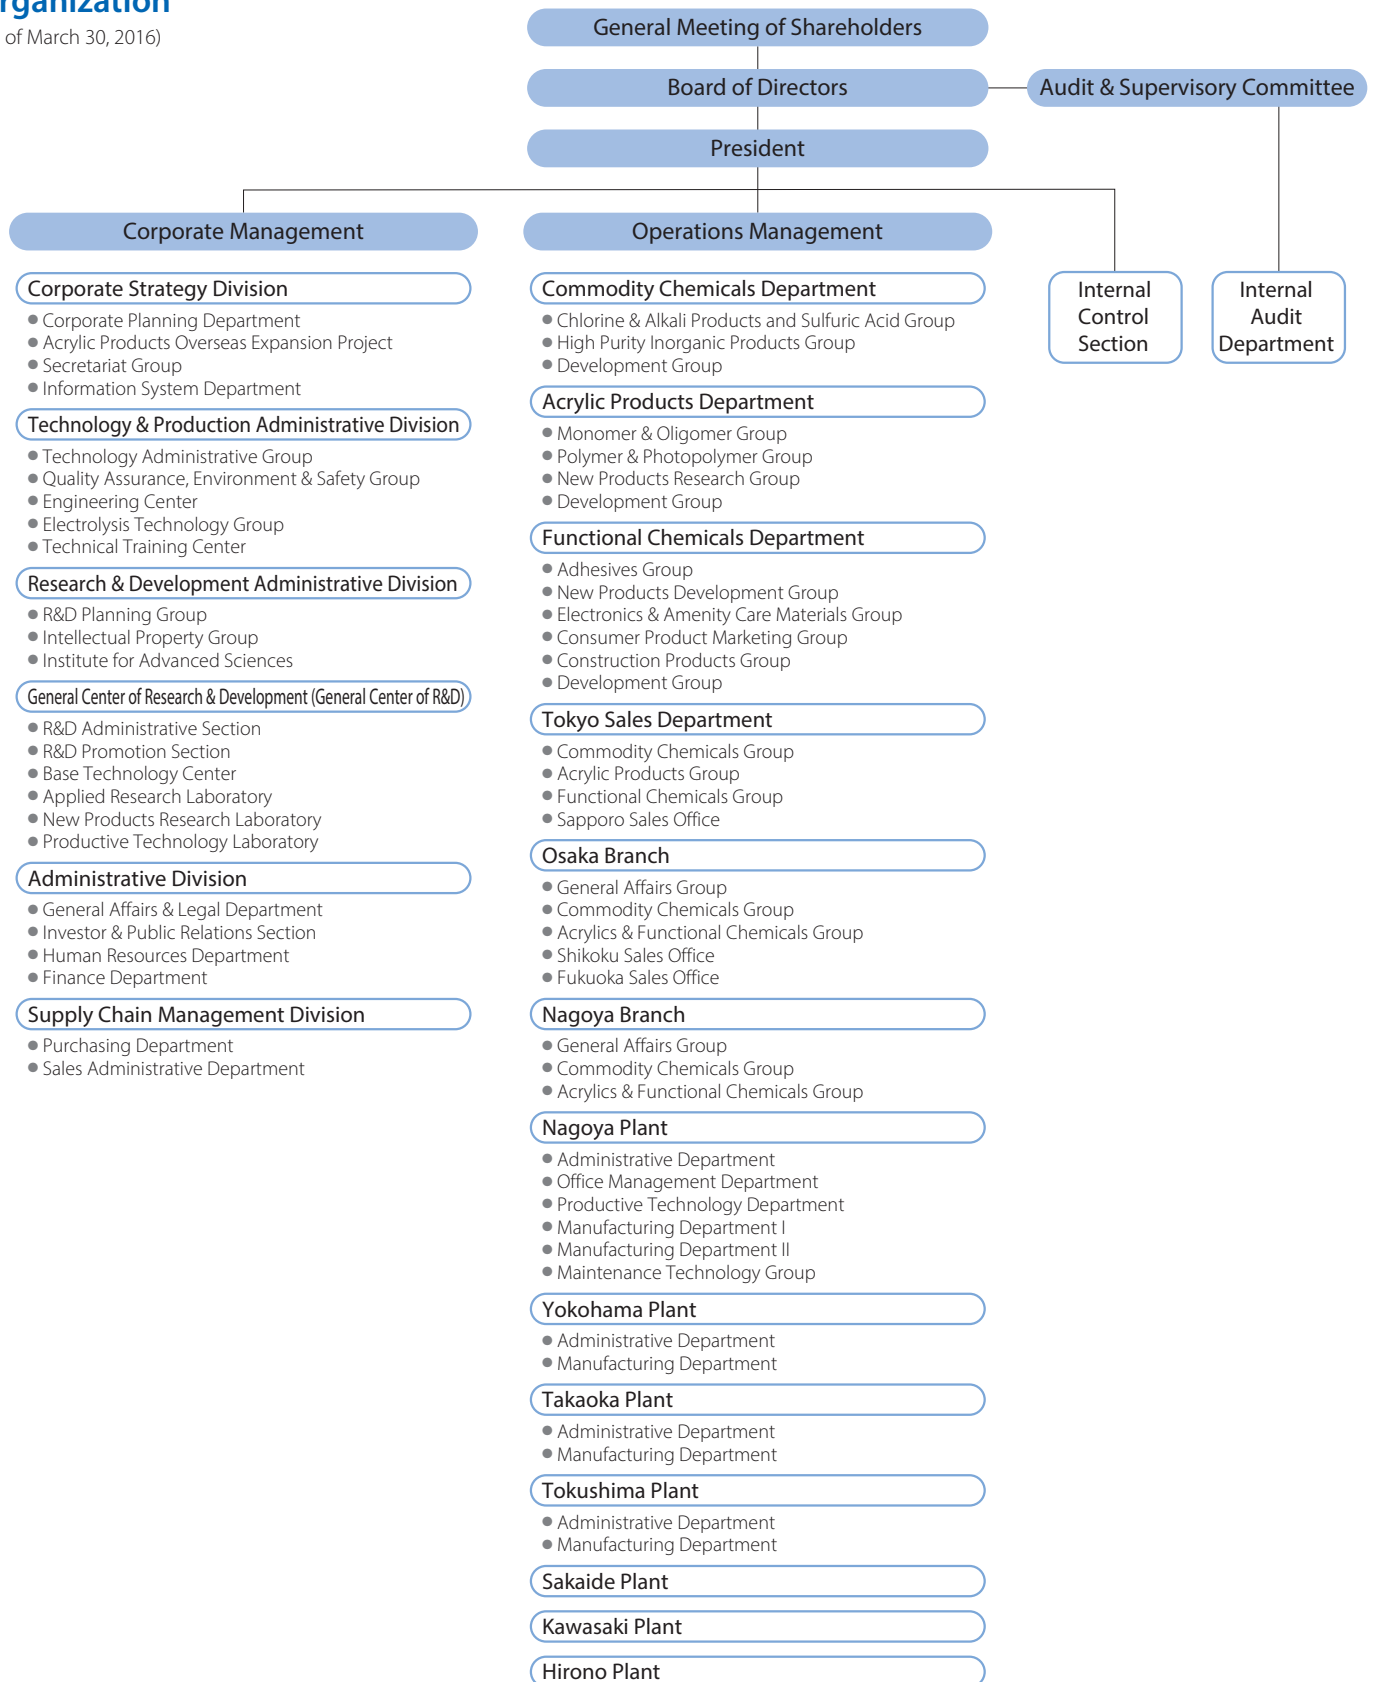 rganization
of March 30, 2016)
General Meeting of Shareholders
Board of Directors
Audit & Supervisory Committee
President
Corporate Management
Corporate Strategy Division
• Corporate Planning Department
• Acrylic Products Overseas Expansion Project
• Secretariat Group
• Information System Department
Technology & Production Administrative Division
• Technology Administrative Group
• Quality Assurance, Environment & Safety Group
• Engineering Center
• Electrolysis Technology Group
• Technical Training Center
Research & Development Administrative Division
• R&D Planning Group
• Intellectual Property Group
• Institute for Advanced Sciences
General Center of Research & Development (General Center of R&D)
• R&D Administrative Section
• R&D Promotion Section
• Base Technology Center
• Applied Research Laboratory
• New Products Research Laboratory
• Productive Technology Laboratory
Administrative Division
• General Affairs & Legal Department
• Investor & Public Relations Section
• Human Resources Department
• Finance Department
Supply Chain Management Division
• Purchasing Department
• Sales Administrative Department
Operations Management
Commodity Chemicals Department
• Chlorine & Alkali Products and Sulfuric Acid Group
• High Purity Inorganic Products Group
• Development Group
Acrylic Products Department
• Monomer & Oligomer Group
• Polymer & Photopolymer Group
• New Products Research Group
• Development Group
Functional Chemicals Department
• Adhesives Group
• New Products Development Group
• Electronics & Amenity Care Materials Group
• Consumer Product Marketing Group
• Construction Products Group
• Development Group
Tokyo Sales Department
• Commodity Chemicals Group
• Acrylic Products Group
• Functional Chemicals Group
• Sapporo Sales Office
Osaka Branch
• General Affairs Group
• Commodity Chemicals Group
• Acrylics & Functional Chemicals Group
• Shikoku Sales Office
• Fukuoka Sales Office
Nagoya Branch
• General Affairs Group
• Commodity Chemicals Group
• Acrylics & Functional Chemicals Group
Nagoya Plant
• Administrative Department
• Office Management Department
• Productive Technology Department
• Manufacturing Department I
• Manufacturing Department II
• Maintenance Technology Group
Yokohama Plant
• Administrative Department
• Manufacturing Department
Takaoka Plant
• Administrative Department
• Manufacturing Department
Tokushima Plant
• Administrative Department
• Manufacturing Department
Sakaide Plant
Kawasaki Plant
Hirono Plant
Internal
Control
Section
Internal
Audit
Department